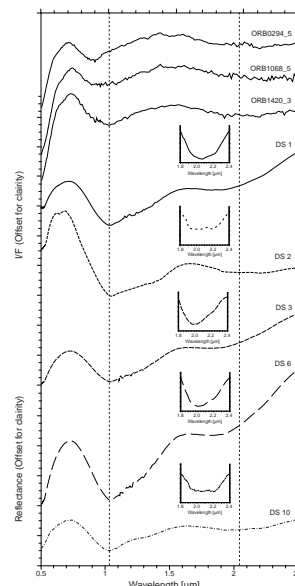 ORB0294_5
ORB1068_5
ORB1420_3
DS 1
DS 2
DS 3
DS 6
DS 10
I/F (Offset for clairity)
Reflectance (Offset for clairity)
1.8 2.0 2.2 2.4
Wavelength [µm]
1.8 2.0 2.2 2.4
Wavelength [µm]
1.8 2.0 2.2 2.4
Wavelength [µm]
1.8 2.0 2.2 2.4
Wavelength [µm]
1.8 2.0 2.2 2.4
Wavelength [µm]
0.5 1.0 1.5 2
Wavelength [µm]